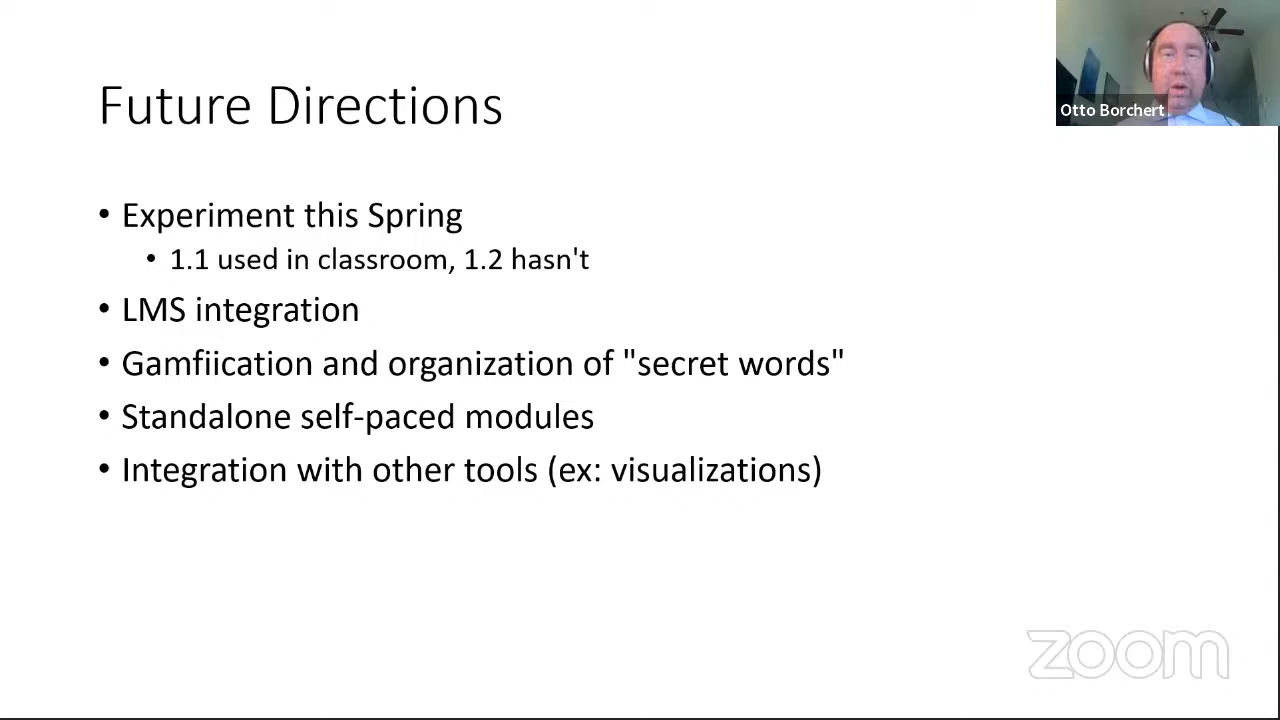 Future Directions
Otto Borchert
• Experiment this Spring
• 1.1 used in classroom, 1.2 hasn't
• LMS integration
• Gamfiication and organization of "secret words"
• Standalone self-paced modules
• Integration with other tools (ex: visualizations)
zoom